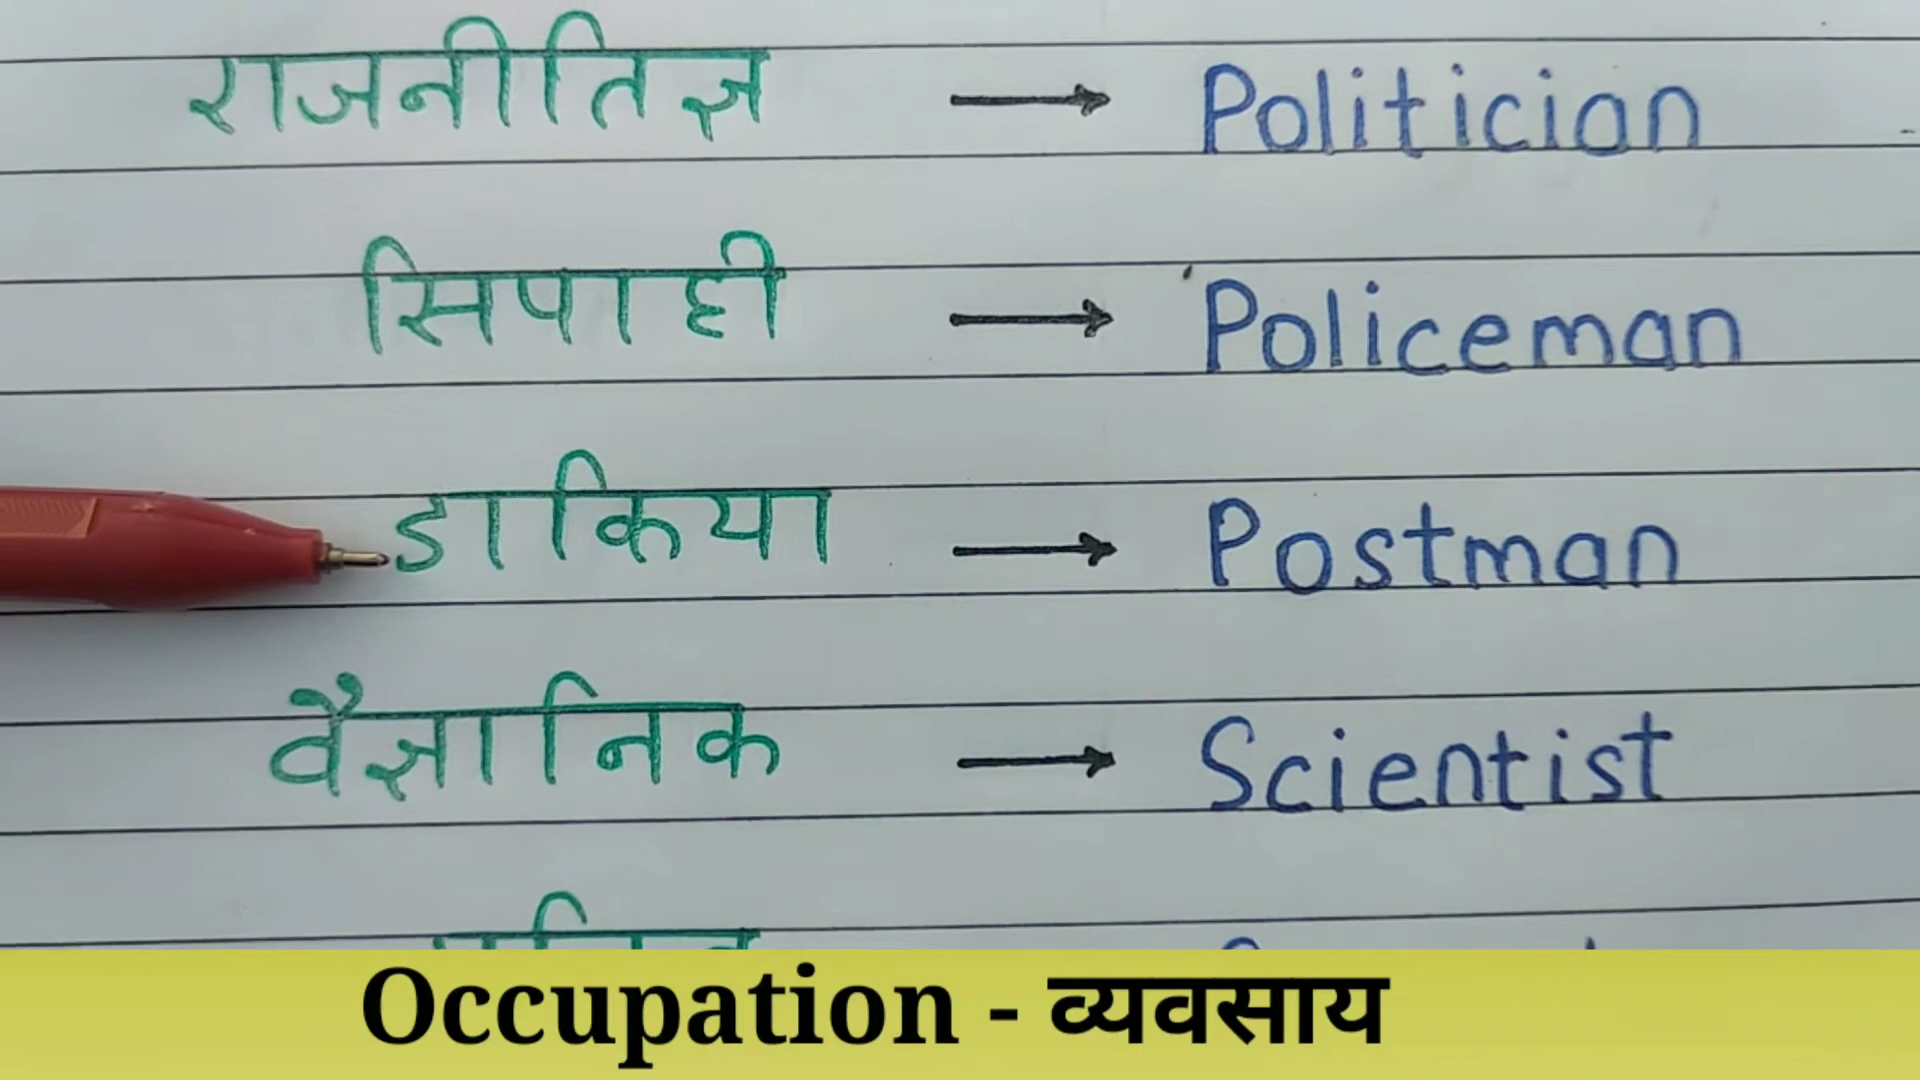 राजनीतिज्ञ → Politician
सिपाही → Policeman
डाकिया → Postman
वैज्ञानिक → Scientist
Occupation - व्यवसाय